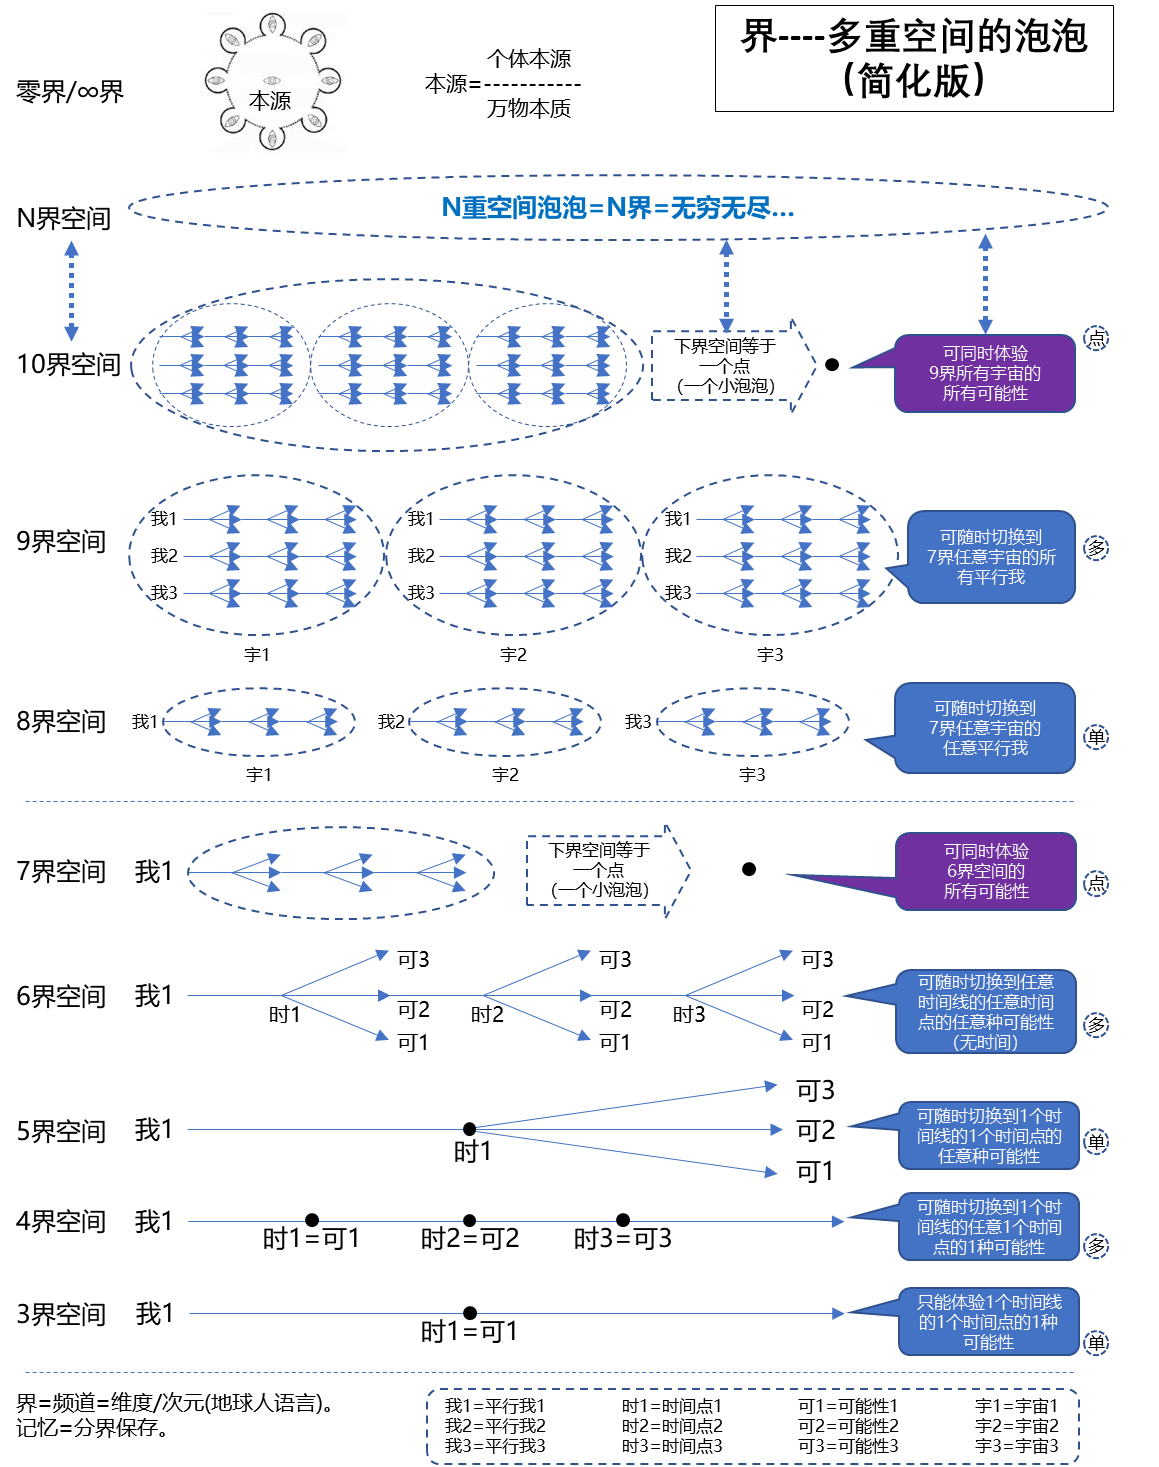 界----多重空间的泡泡
(简化版)
零界/∞界
本源
个体本源
本源=-----------
万物本质
N界空间
N重空间泡泡=N界=无穷无尽...
10界空间
下界空间等于
一个点
（一个小泡泡）
可同时体验
9界所有宇宙的
所有可能性
点
9界空间
我1
我2
我3
宇1
我1
我2
我3
宇2
我1
我2
我3
宇3
可随时切换到
7界任意宇宙的所
有平行我
多
8界空间
我1
宇1
我2
宇2
我3
宇3
可随时切换到
7界任意宇宙的
任意平行我
单
7界空间
我1
下界空间等于
一个点
（一个小泡泡）
可同时体验
6界空间的
所有可能性
点
6界空间
我1
时1
可3
可2
可1
时2
可3
可2
可1
时3
可3
可2
可1
可随时切换到任意
时间线的任意时间
点的任意种可能性
（无时间）
多
5界空间
我1
时1
可3
可2
可1
可随时切换到1个时
间线的1个时间点的
任意种可能性
单
4界空间
我1
时1=可1
时2=可2
时3=可3
可随时切换到1个时
间线的任意1个时间
点的1种可能性
多
3界空间
我1
时1=可1
只能体验1个时间线
的1个时间点的1种
可能性
单
界=频道=维度/次元(地球人语言)。
记忆=分界保存。
我1=平行我1 时1=时间点1 可1=可能性1 宇1=宇宙1
我2=平行我2 时2=时间点2 可2=可能性2 宇2=宇宙2
我3=平行我3 时3=时间点3 可3=可能性3 宇3=宇宙3